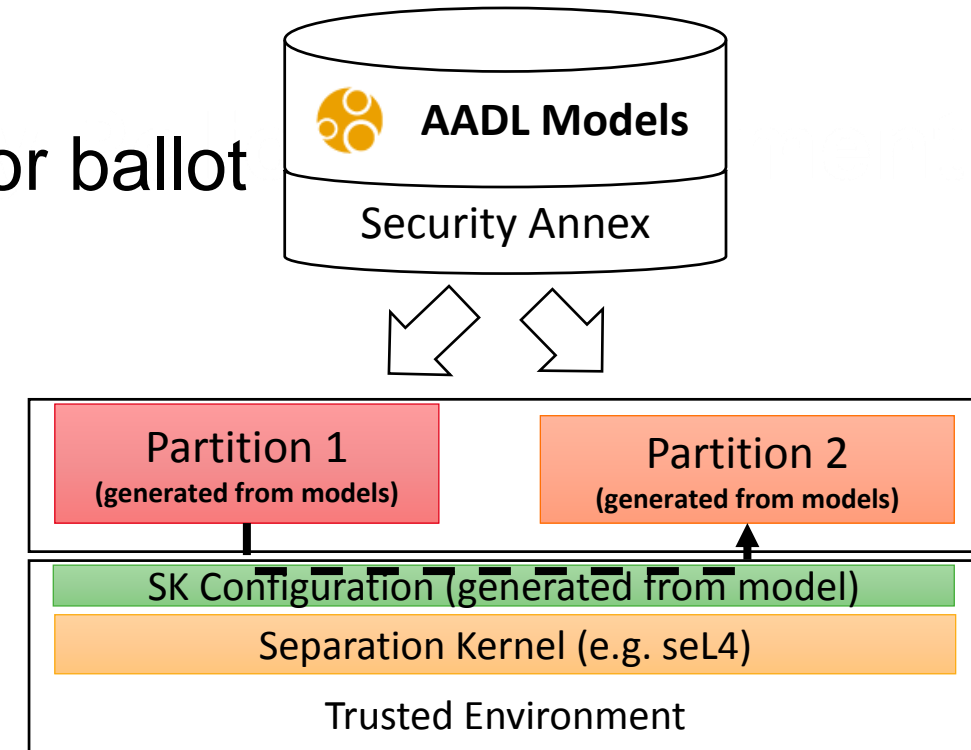 AADL Models
or ballot
Security Annex
Partition 1
(generated from models)
Partition 2
(generated from models)
SK Configuration (generated from model)
Separation Kernel (e.g. seL4)
Trusted Environment